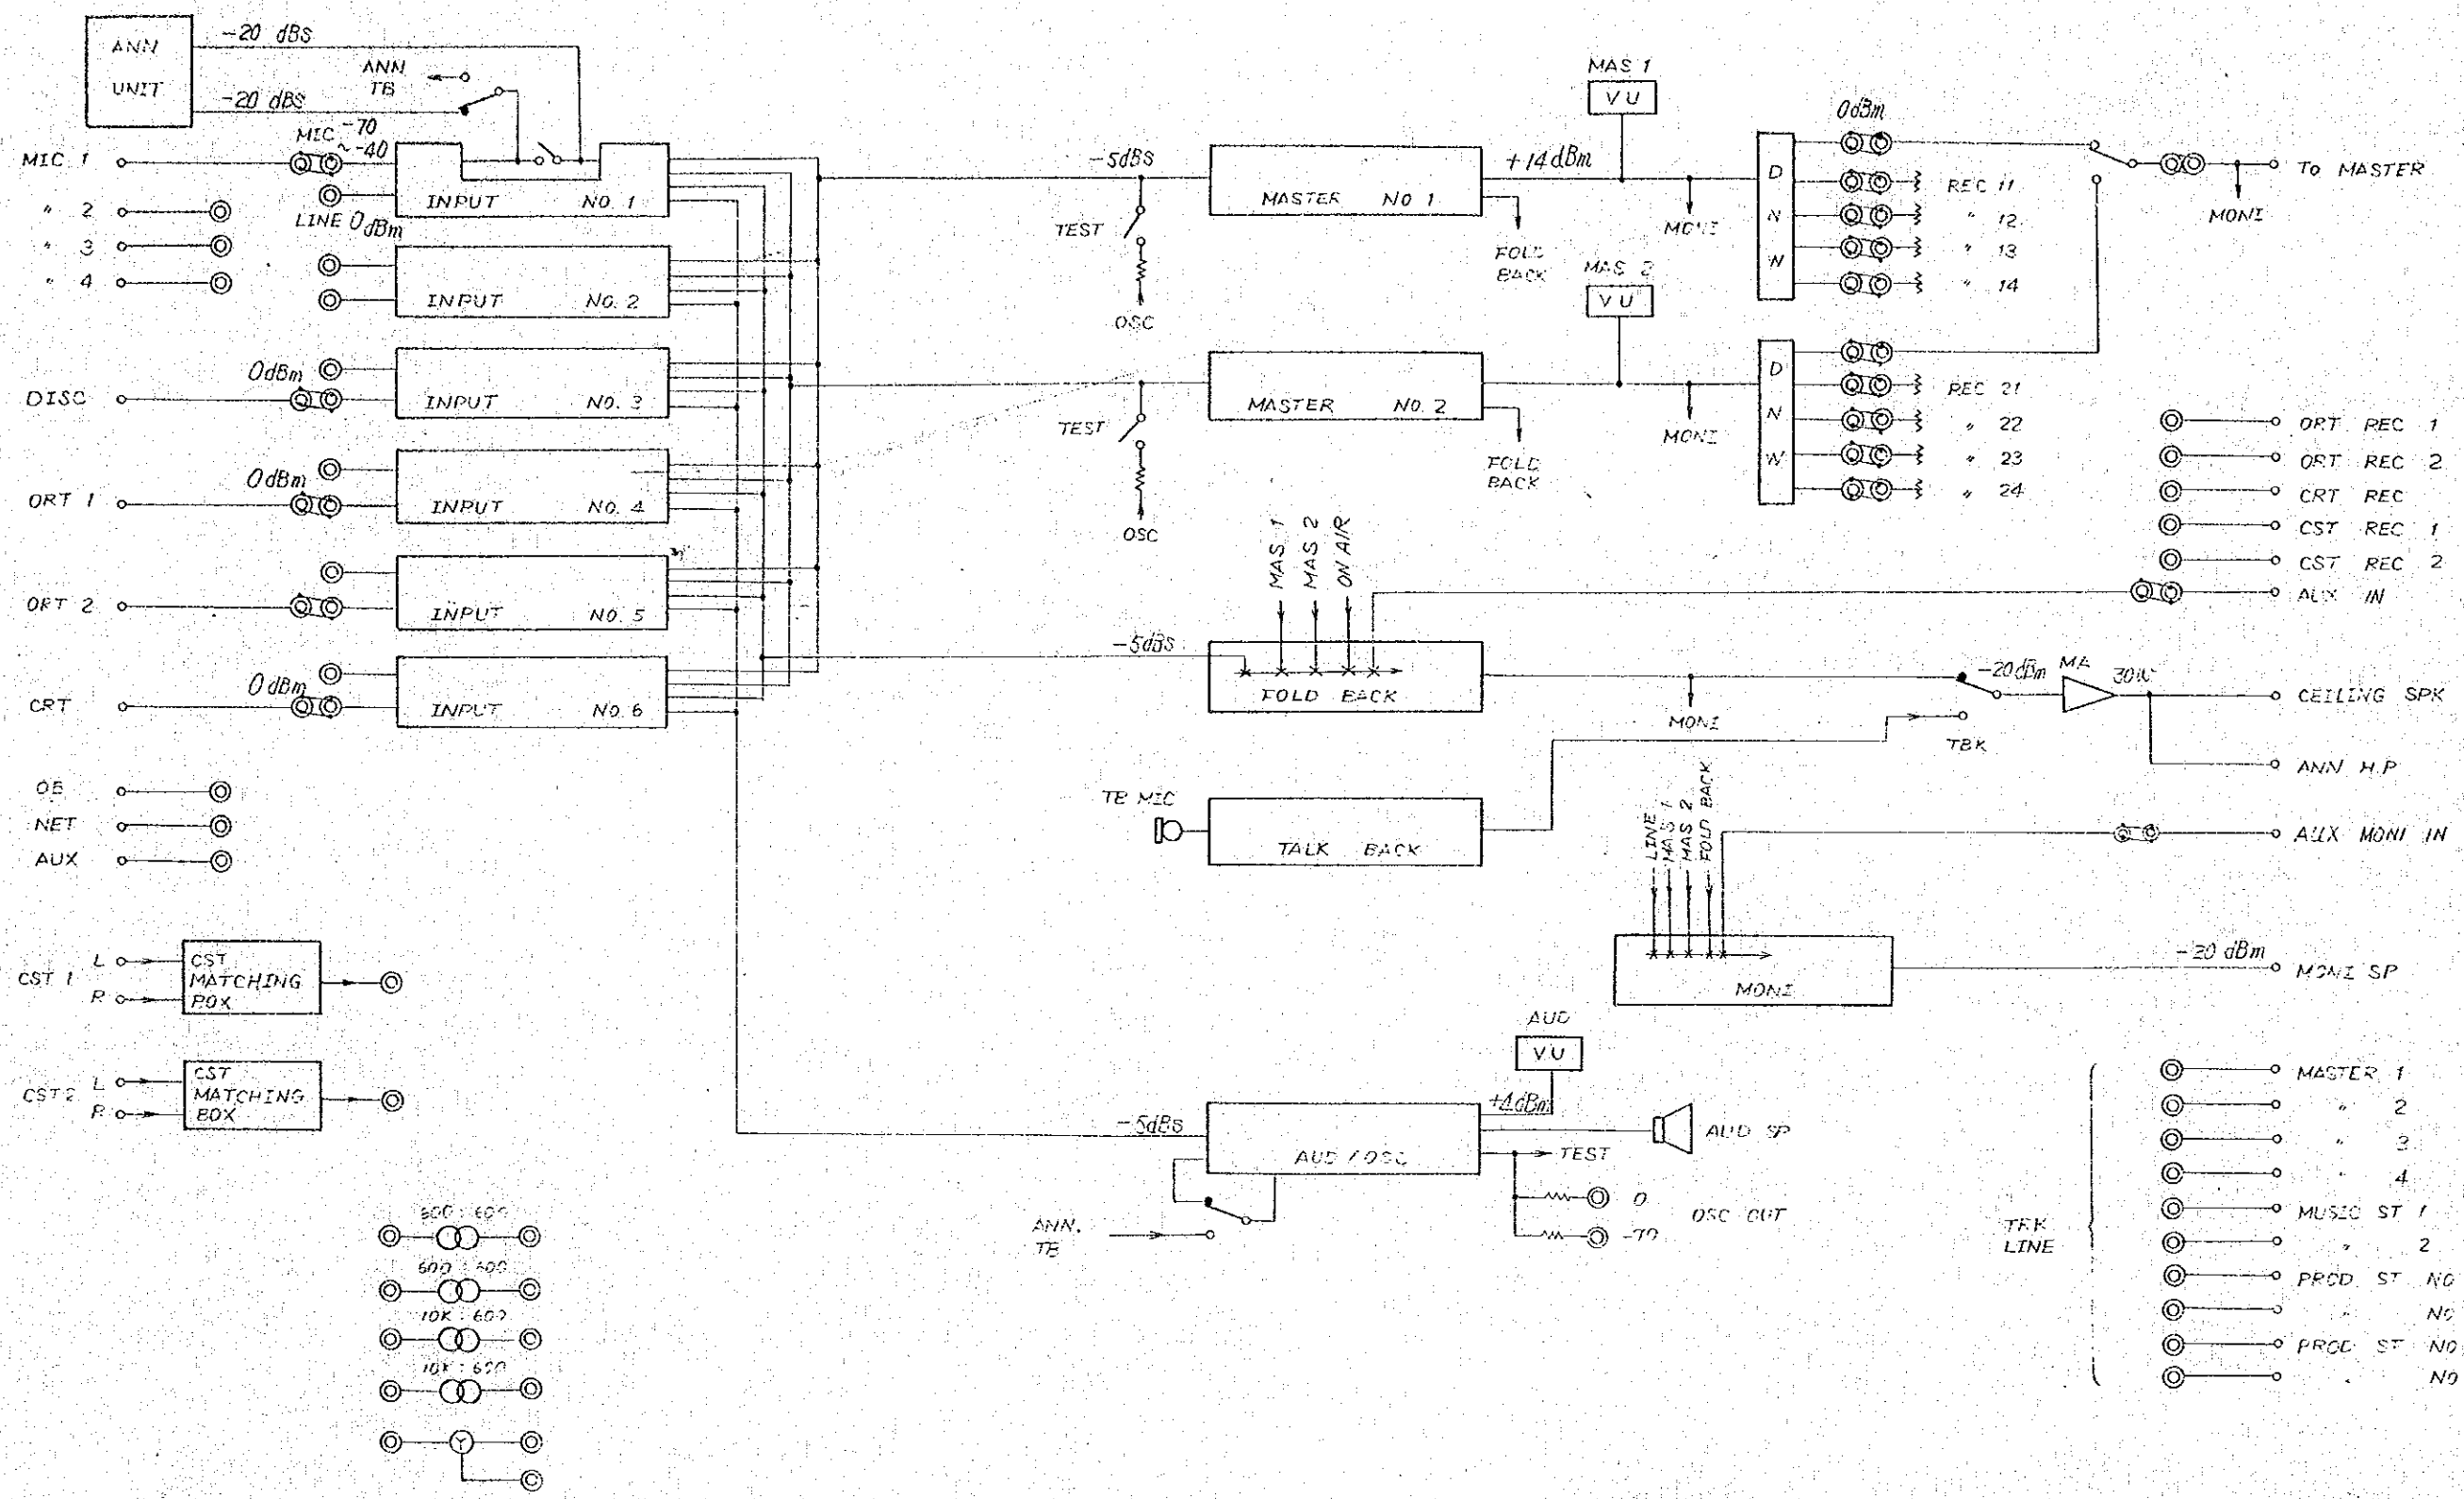 ANN
UNIT
-20 dBs
-20 dBs
ANN
TB
MIC 1
" 2
" 3
" 4
MIC -70
~-40
LINE 0dBm
INPUT NO. 1
INPUT NO. 2
DISC
0dBm
INPUT NO. 3
ORT 1
0dBm
INPUT NO. 4
ORT 2
INPUT NO. 5
CRT
0dBm
INPUT NO. 6
OB
NET
AUX
CST 1
L
R
CST
MATCHING
BOX
CST 2
L
R
CST
MATCHING
BOX
600 : 600
600 : 600
10K : 600
10K : 600
Y
-5dBs
TEST
OSC
MASTER NO 1
+14dBm
FOLD
BACK
MAS 1
VU
MONI
D
N
W
0dBm
REC 11
" 12
" 13
" 14
TO MASTER
MONI
TEST
OSC
MASTER NO. 2
FOLD
BACK
MAS 2
VU
MONI
D
N
W
REC 21
" 22
" 23
" 24
ORT REC 1
ORT REC 2
CRT REC
CST REC 1
CST REC 2
AUX IN
MAS 1
MAS 2
ON AIR
-5dBs
FOLD BACK
MONI
-20dBm
MA
30W
TBK
CEILING SPK
ANN H.P
TB MIC
TALK BACK
LINE
MAS 1
MAS 2
FOLD BACK
AUX MONI IN
MONI
-20 dBm
MONI SP
AUD
VU
-5dBs
AUD / OSC
+4dBm
AUD SP
TEST
0
-70
OSC OUT
ANN.
TB
TRK
LINE
MASTER 1
" 2
" 3
" 4
MUSIC ST 1
" 2
PROD ST NO
" NO
PROD ST NO
" NO